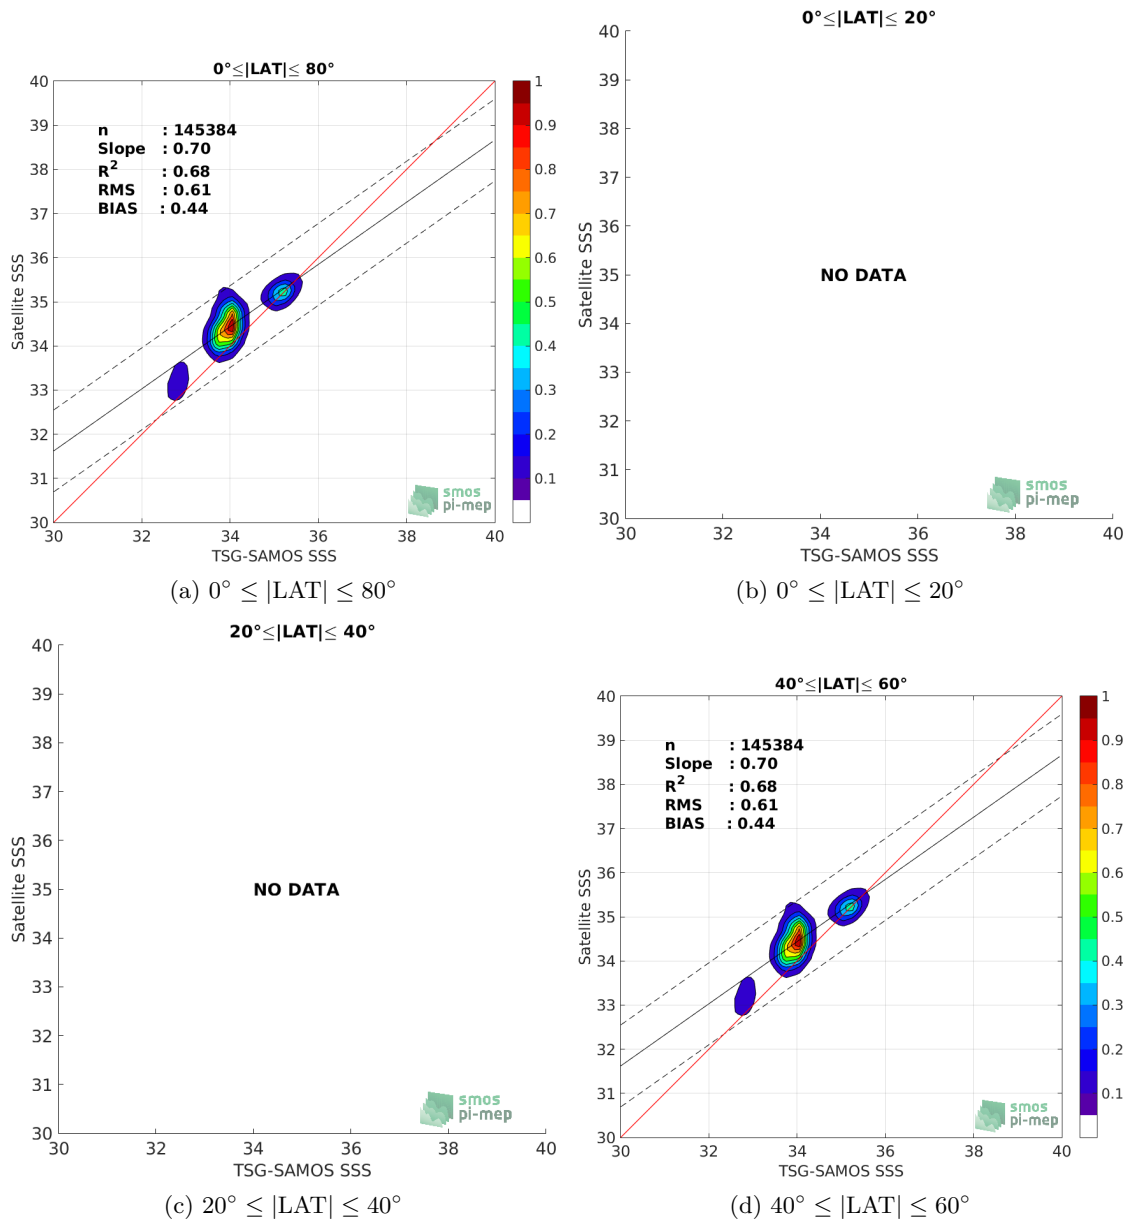 0°≤|LAT|≤ 80°
40
39
38
37
36
35
34
33
32
31
30
Satellite SSS
n : 145384
Slope : 0.70
R² : 0.68
RMS : 0.61
BIAS : 0.44
smos
pi-mep
30 32 34 36 38 40
TSG-SAMOS SSS
1
0.9
0.8
0.7
0.6
0.5
0.4
0.3
0.2
0.1
(a) 0° ≤ |LAT| ≤ 80°
0°≤|LAT|≤ 20°
40
39
38
37
36
35
34
33
32
31
30
Satellite SSS
NO DATA
smos
pi-mep
30 32 34 36 38 40
TSG-SAMOS SSS
(b) 0° ≤ |LAT| ≤ 20°
20°≤|LAT|≤ 40°
40
39
38
37
36
35
34
33
32
31
30
Satellite SSS
NO DATA
smos
pi-mep
30 32 34 36 38 40
TSG-SAMOS SSS
(c) 20° ≤ |LAT| ≤ 40°
40°≤|LAT|≤ 60°
40
39
38
37
36
35
34
33
32
31
30
Satellite SSS
n : 145384
Slope : 0.70
R² : 0.68
RMS : 0.61
BIAS : 0.44
smos
pi-mep
30 32 34 36 38 40
TSG-SAMOS SSS
1
0.9
0.8
0.7
0.6
0.5
0.4
0.3
0.2
0.1
(d) 40° ≤ |LAT| ≤ 60°